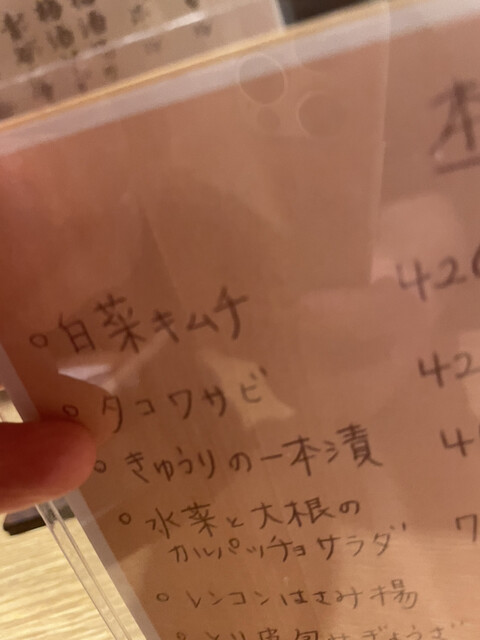 本
○白菜キムチ 420
○タコワサビ 42
○きゅうりの一本漬 4
○水菜と大根の
カルパッチョサラダ 7
○レンコンはさみ揚